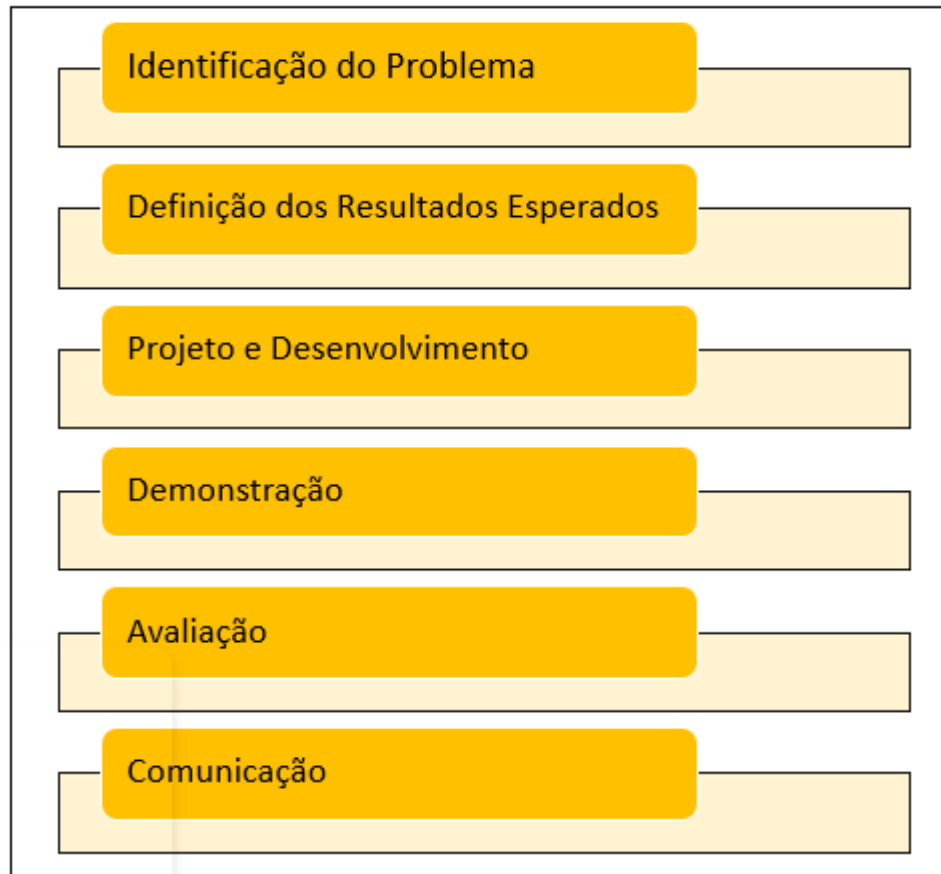 Identificação do Problema
Definição dos Resultados Esperados
Projeto e Desenvolvimento
Demonstração
Avaliação
Comunicação